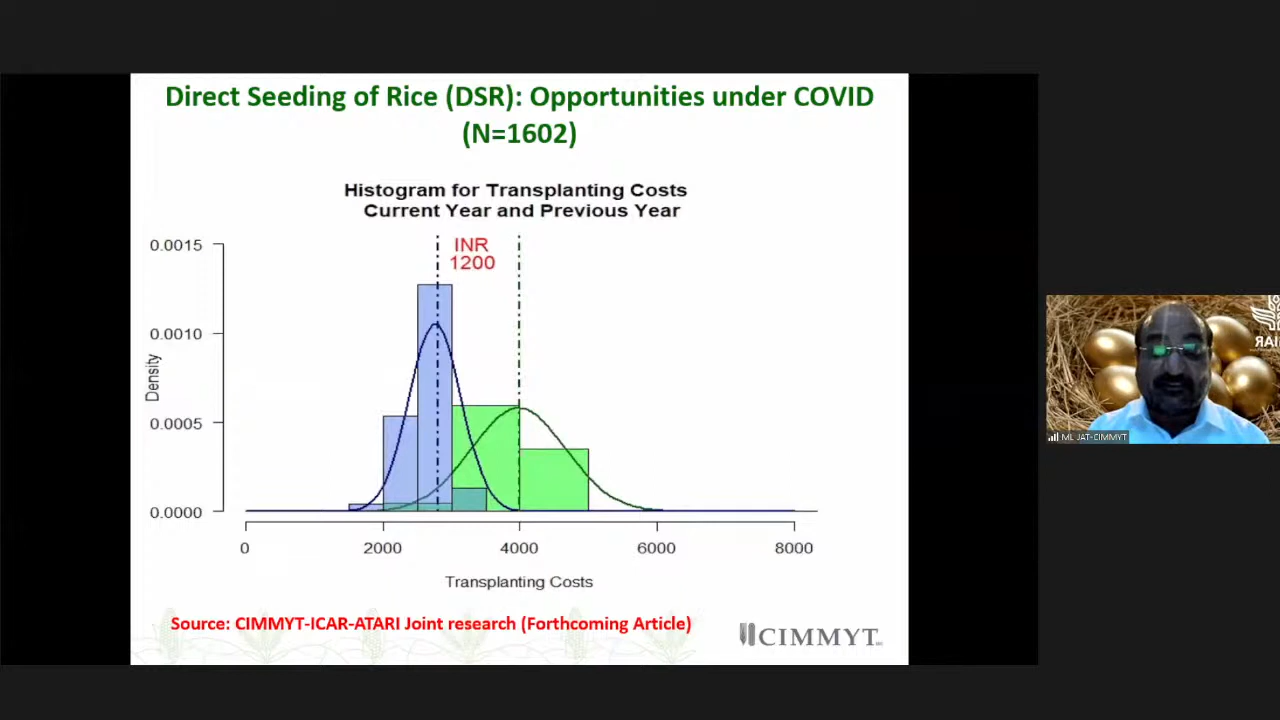 Direct Seeding of Rice (DSR): Opportunities under COVID
(N=1602)
Histogram for Transplanting Costs
Current Year and Previous Year
INR
1200
0.0015
0.0010
0.0005
0.0000
Density
0
2000
4000
6000
8000
Transplanting Costs
Source: CIMMYT-ICAR-ATARI Joint research (Forthcoming Article)
CIMMYT
ML JAT-CIMMYT